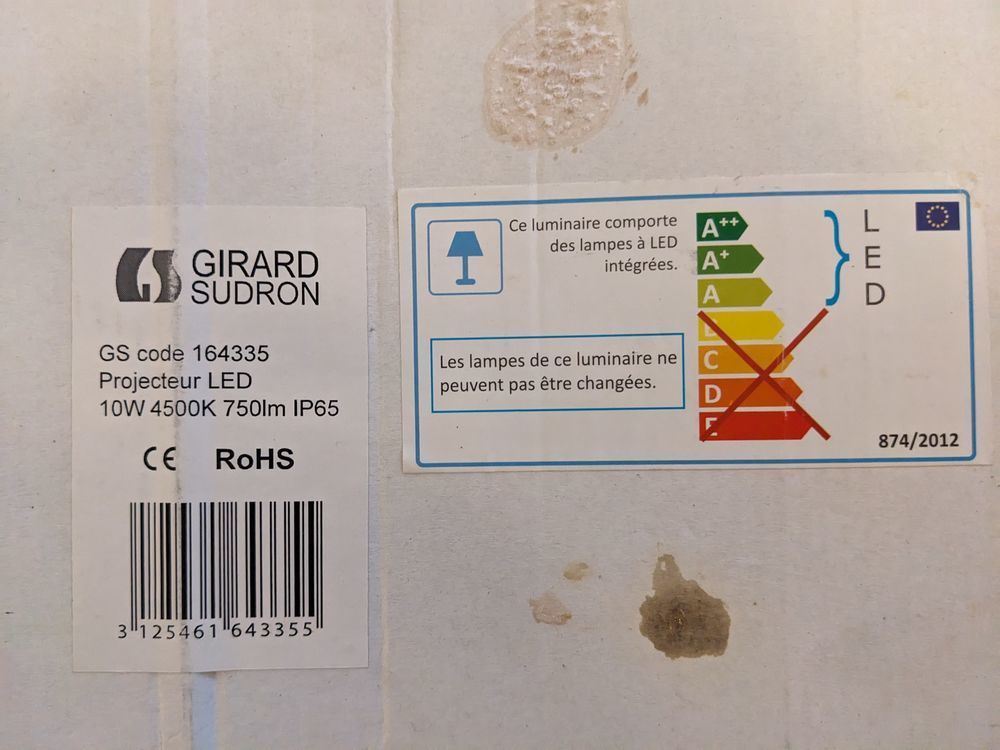 GIRARD
SUDRON
GS code 164335
Projecteur LED
10W 4500K 750lm IP65
CE RoHS
3 125461 643355
Ce luminaire comporte
des lampes à LED
intégrées.
Les lampes de ce luminaire ne
peuvent pas être changées.
A++
A+
A
B
C
D
E
L
E
D
874/2012